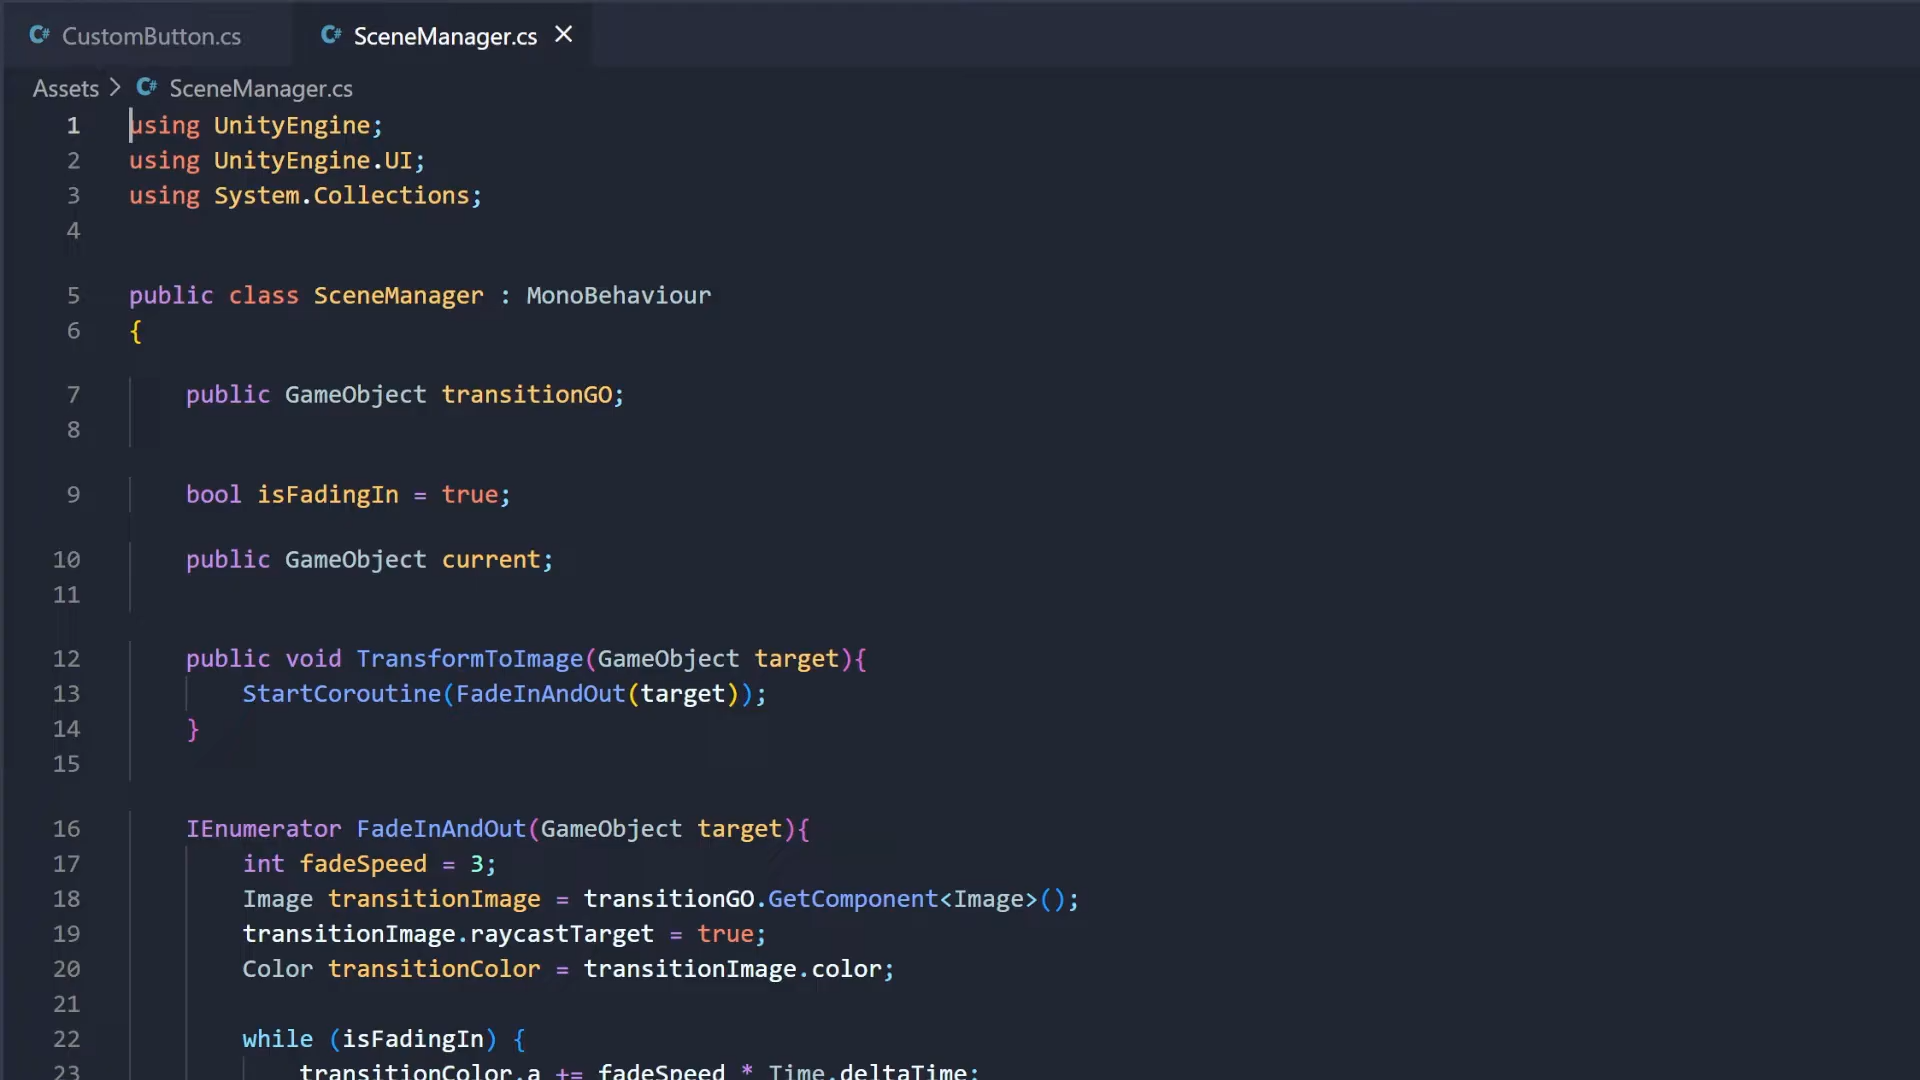 C# CustomButton.cs C# SceneManager.cs
Assets > C# SceneManager.cs
1 using UnityEngine;
2 using UnityEngine.UI;
3 using System.Collections;
4
5 public class SceneManager : MonoBehaviour
6 {
7 public GameObject transitionGO;
8
9 bool isFadingIn = true;
10 public GameObject current;
11
12 public void TransformToImage(GameObject target){
13 StartCoroutine(FadeInAndOut(target));
14 }
15
16 IEnumerator FadeInAndOut(GameObject target){
17 int fadeSpeed = 3;
18 Image transitionImage = transitionGO.GetComponent<Image>();
19 transitionImage.raycastTarget = true;
20 Color transitionColor = transitionImage.color;
21
22 while (isFadingIn) {
23 transitionColor.a += fadeSpeed * Time.deltaTime;